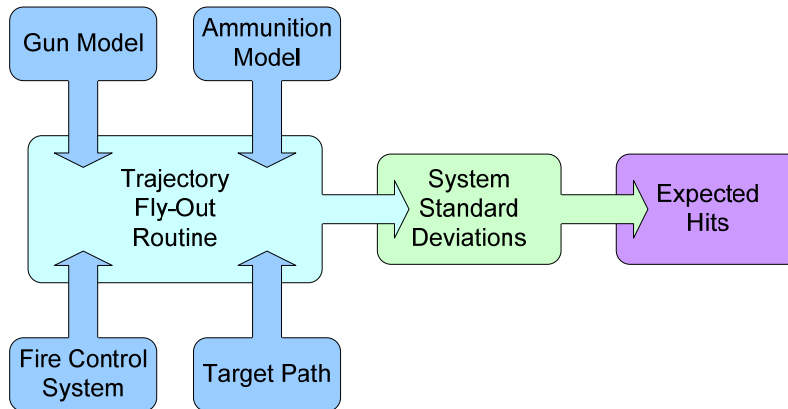 Gun Model
Ammunition
Model
Trajectory
Fly-Out
Routine
System
Standard
Deviations
Expected
Hits
Fire Control
System
Target Path